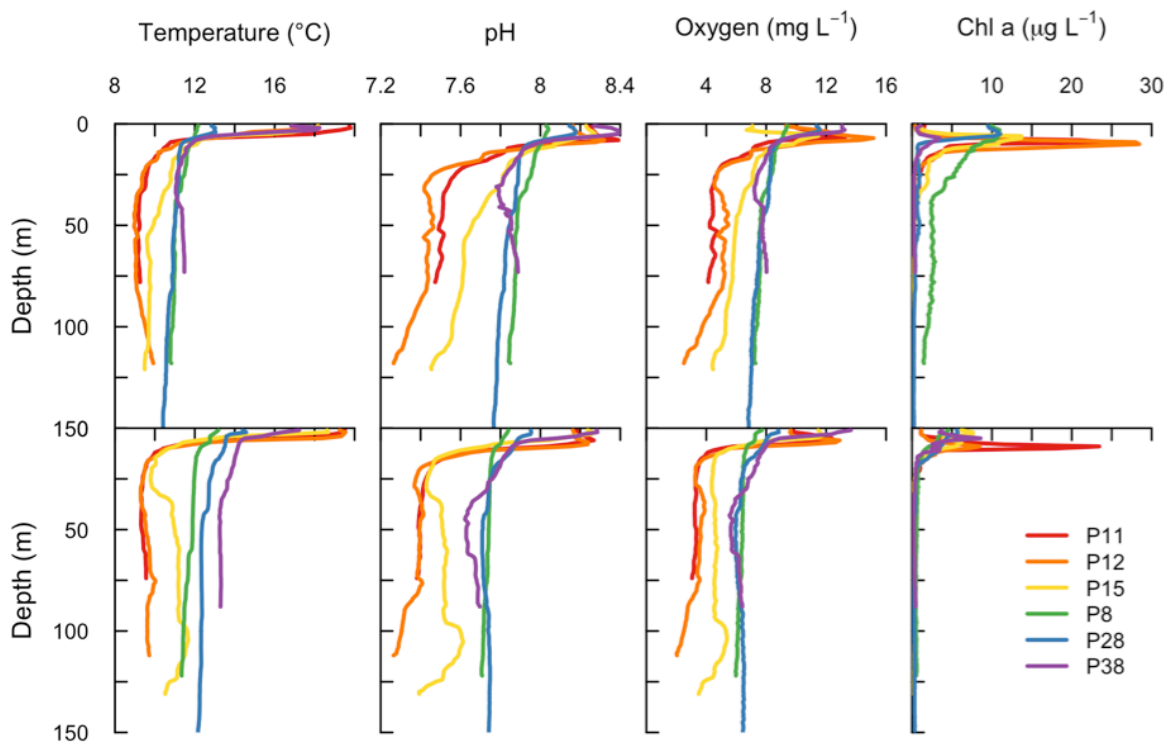 Temperature (°C) pH Oxygen (mg L⁻¹) Chl a (μg L⁻¹)
8 12 16 7.2 7.6 8 8.4 4 8 12 16 10 20 30
0
50
100
150
Depth (m)
50
100
150
Depth (m)
P11
P12
P15
P8
P28
P38